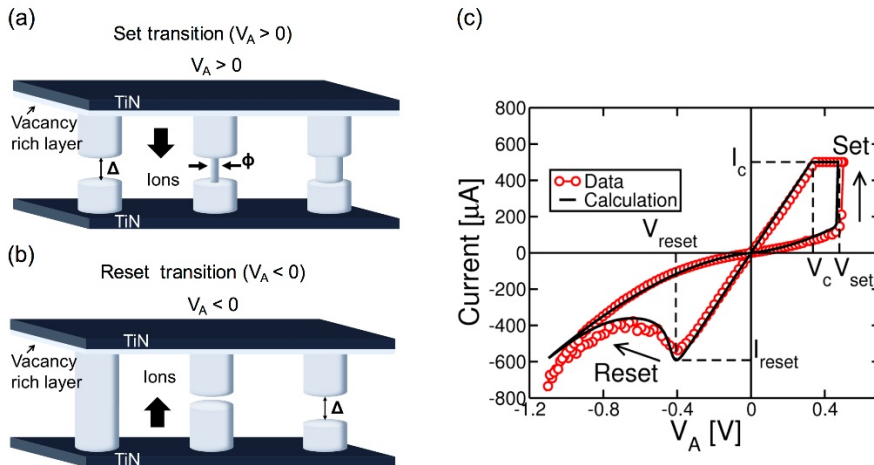 (a)
Set transition (V_A > 0)
V_A > 0
TiN
Vacancy
rich layer
Δ
Ions
ϕ
TiN
(b)
Reset transition (V_A < 0)
V_A < 0
TiN
Vacancy
rich layer
Ions
Δ
TiN
(c)
800
600
400
200
0
-200
-400
-600
-800
Current [μA]
I_c
Set
Data
Calculation
V_reset
V_c
V_set
Reset
I_reset
-1.2
-0.8
-0.4
0
0.4
V_A [V]